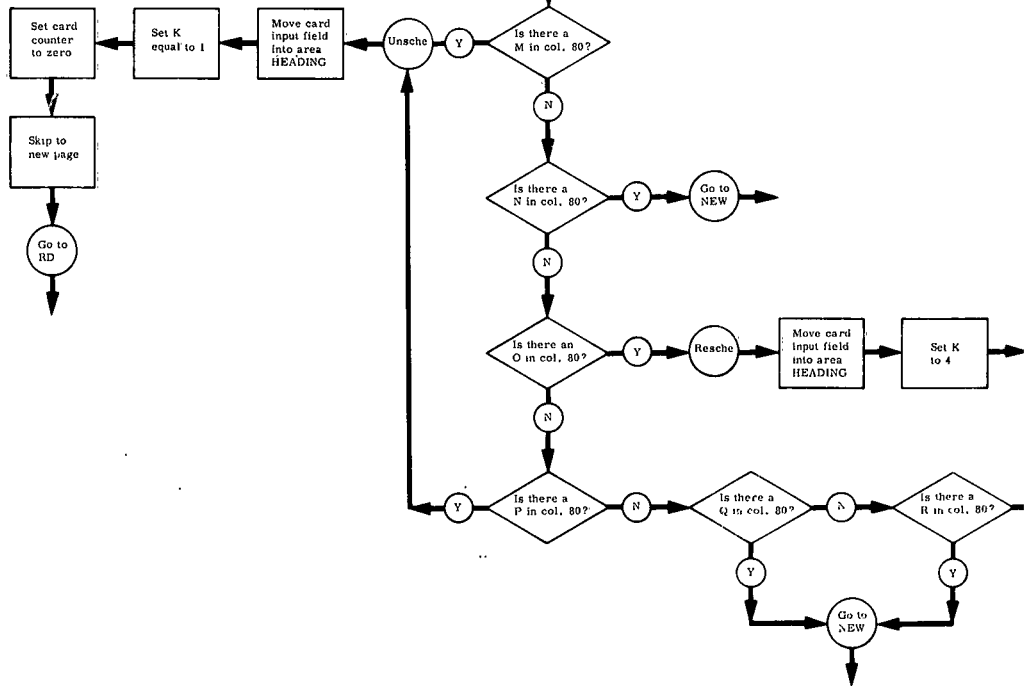 Set card
counter
to zero
Set K
equal to 1
Move card
input field
into area
HEADING
Unsche
Y
Is there a
M in col. 80?
N
Skip to
new page
Is there a
N in col. 80?
Y
Go to
NEW
Go to
RD
N
Is there an
O in col. 80?
Y
Resche
Move card
input field
into area
HEADING
Set K
to 4
N
Y
Is there a
P in col. 80?
N
Is there a
Q in col. 80?
N
Is there a
R in col. 80?
Y
Y
Go to
NEW